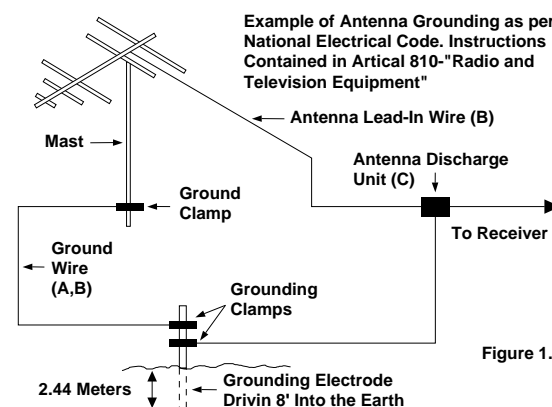 Example of Antenna Grounding as per
National Electrical Code. Instructions
Contained in Artical 810-"Radio and
Television Equipment"
Antenna Lead-In Wire (B)
Mast
Antenna Discharge
Unit (C)
Ground
Clamp
To Receiver
Ground
Wire
(A,B)
Grounding
Clamps
Figure 1.
2.44 Meters
Grounding Electrode
Drivin 8' Into the Earth